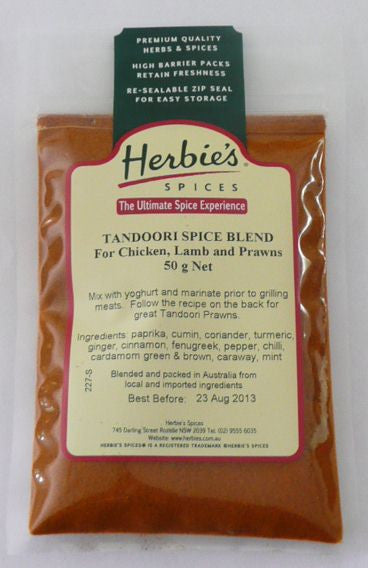 PREMIUM QUALITY
HERBS & SPICES
HIGH BARRIER PACKS
RETAIN FRESHNESS
RE-SEALABLE ZIP SEAL
FOR EASY STORAGE
Herbie's
SPICES
The Ultimate Spice Experience
TANDOORI SPICE BLEND
For Chicken, Lamb and Prawns
50 g Net
Mix with yoghurt and marinate prior to grilling
meats. Follow the recipe on the back for
great Tandoori Prawns.
Ingredients: paprika, cumin, coriander, turmeric,
ginger, cinnamon, fenugreek, pepper, chilli,
cardamom green & brown, caraway, mint
227-S
Blended and packed in Australia from
local and imported ingredients
Best Before: 23 Aug 2013
Herbie's Spices
745 Darling Street Rozelle NSW 2039 Tel. (02) 9555 6035
Website: www.herbies.com.au
HERBIE'S SPICES® IS A REGISTERED TRADEMARK ©HERBIE'S SPICES